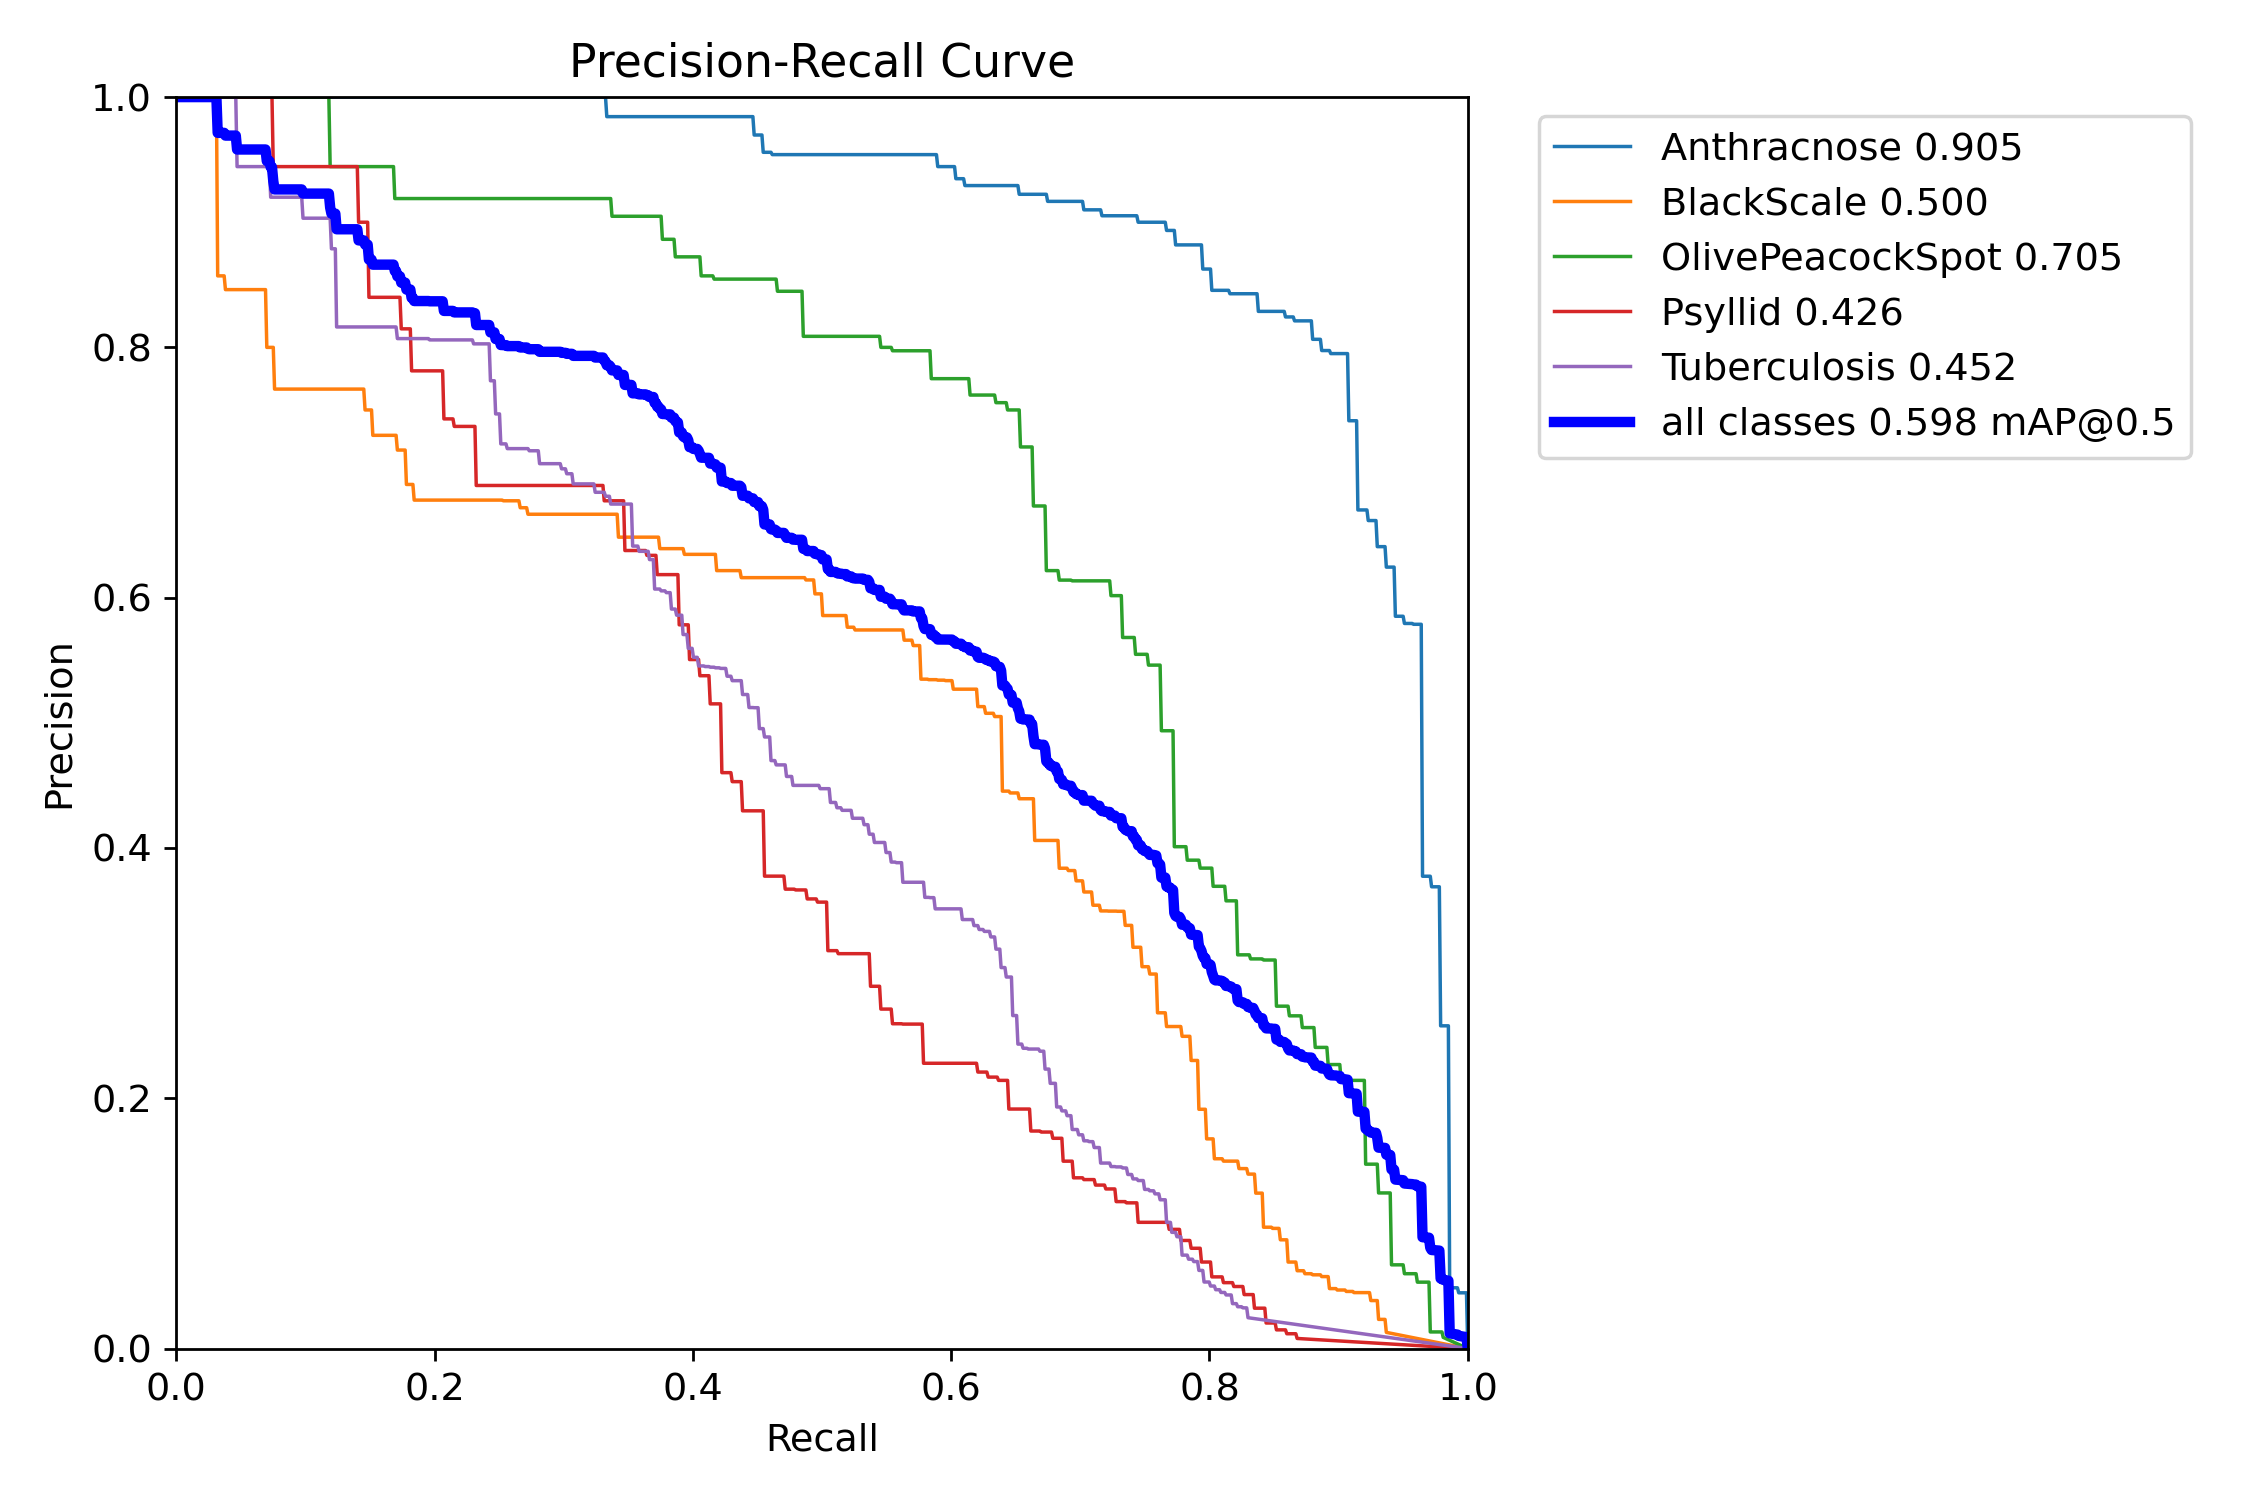 Precision-Recall Curve
1.0
0.8
0.6
0.4
0.2
0.0
Precision
0.0 0.2 0.4 0.6 0.8 1.0
Recall
Anthracnose 0.905
BlackScale 0.500
OlivePeacockSpot 0.705
Psyllid 0.426
Tuberculosis 0.452
all classes 0.598 mAP@0.5